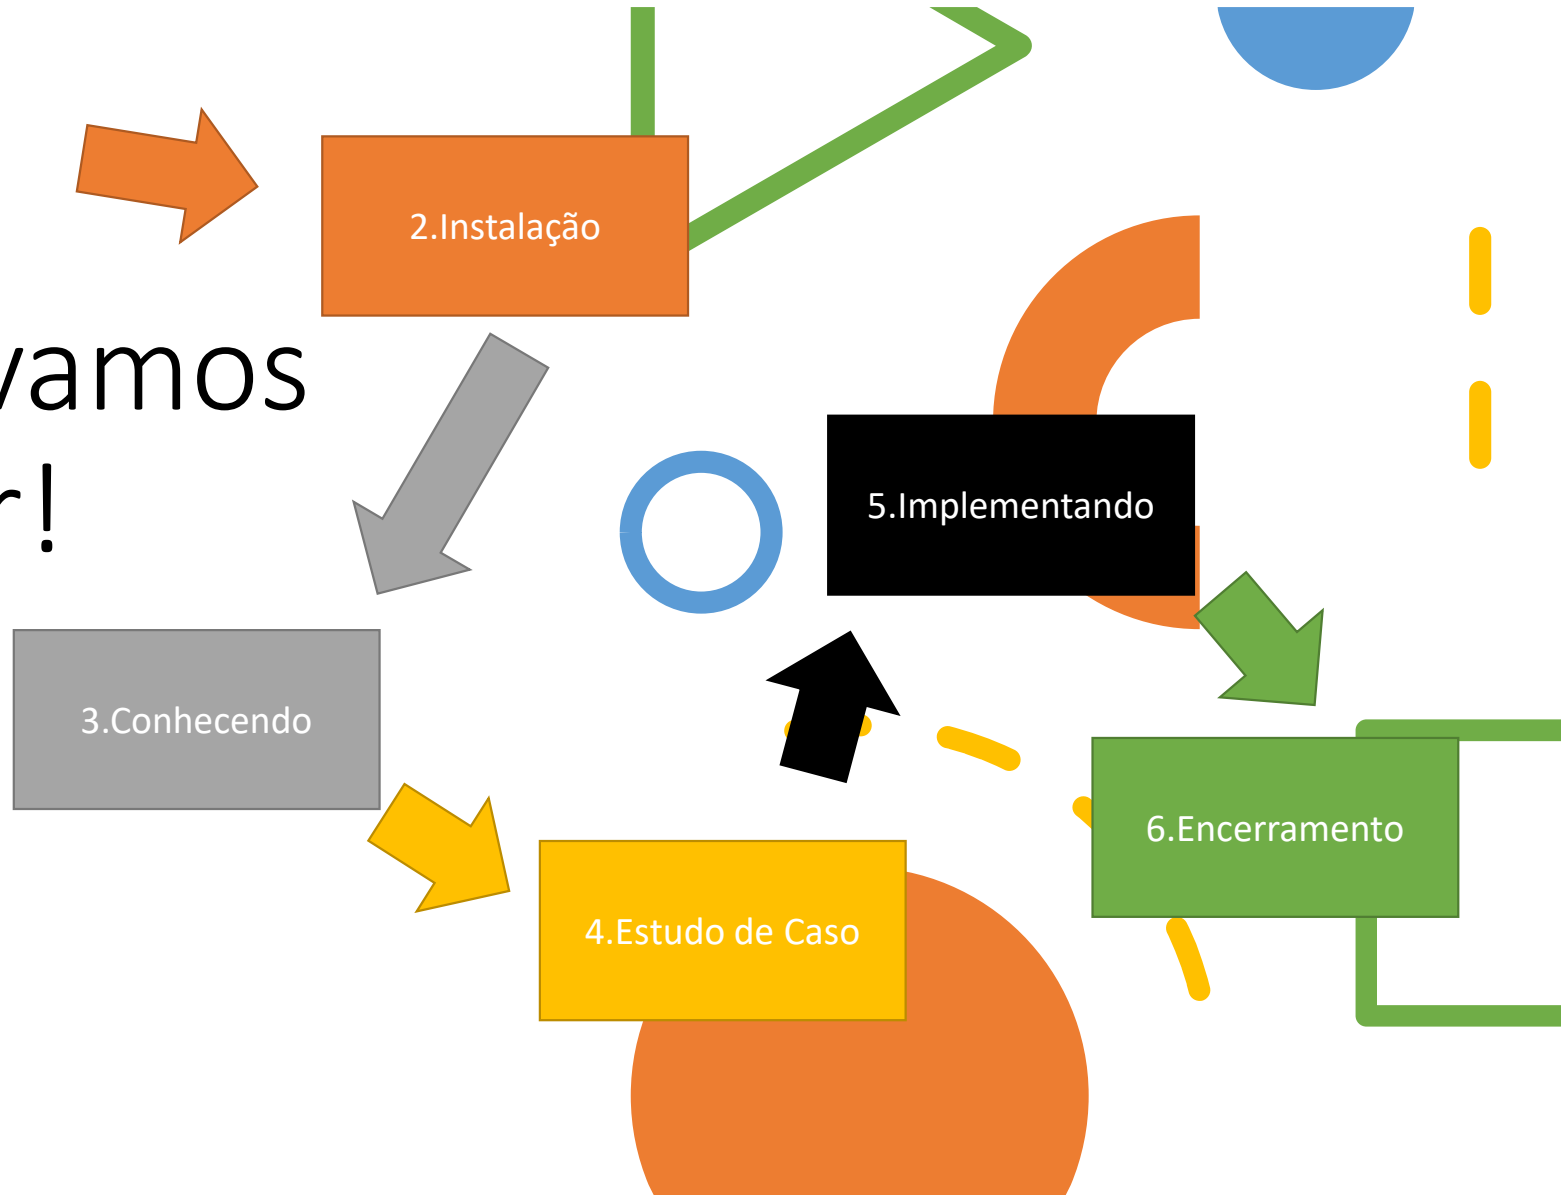 2.Instalação
vamos
r!
5.Implementando
3.Conhecendo
6.Encerramento
4.Estudo de Caso